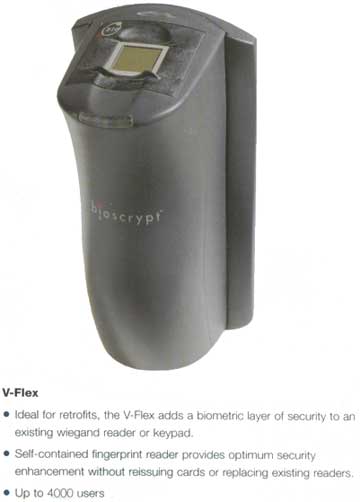 bioscrypt
V-Flex
• Ideal for retrofits, the V-Flex adds a biometric layer of security to an
existing wiegand reader or keypad.
• Self-contained fingerprint reader provides optimum security
enhancement without reissuing cards or replacing existing readers.
• Up to 4000 users